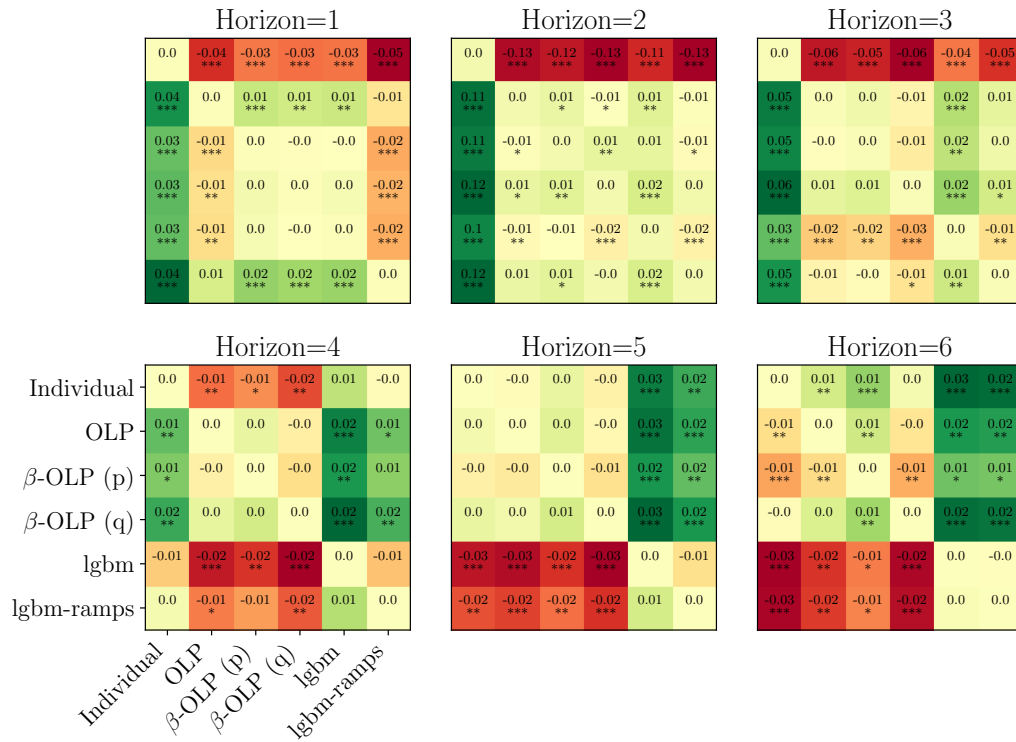 Horizon=1 Horizon=2 Horizon=3
0.0 -0.04 -0.03 -0.03 -0.03 -0.05 0.0 -0.13 -0.12 -0.13 -0.11 -0.13 0.0 -0.06 -0.05 -0.06 -0.04 -0.05
*** *** *** *** *** *** *** *** *** *** *** *** *** *** ***
0.04 0.0 0.01 0.01 0.01 -0.01 0.11 0.0 0.01 -0.01 0.01 -0.01 0.05 0.0 0.0 -0.01 0.02 0.01
*** *** ** ** *** * * ** *** ***
0.03 -0.01 0.0 -0.0 -0.0 -0.02 0.11 -0.01 0.0 0.01 0.01 -0.01 0.05 -0.0 0.0 -0.01 0.02 0.0
*** *** *** *** * ** * *** **
0.03 -0.01 0.0 0.0 0.0 -0.02 0.12 0.01 0.01 0.0 0.02 0.0 0.06 0.01 0.01 0.0 0.02 0.01
*** ** *** *** * ** *** *** *** *
0.03 -0.01 0.0 -0.0 0.0 -0.02 0.1 -0.01 -0.01 -0.02 0.0 -0.02 0.03 -0.02 -0.02 -0.03 0.0 -0.01
*** ** *** *** ** *** *** *** *** ** *** **
0.04 0.01 0.02 0.02 0.02 0.0 0.12 0.01 0.01 -0.0 0.02 0.0 0.05 -0.01 -0.0 -0.01 0.01 0.0
*** *** *** *** *** * *** *** * **
Horizon=4 Horizon=5 Horizon=6
Individual 0.0 -0.01 -0.01 -0.02 0.01 -0.0 0.0 -0.0 0.0 -0.0 0.03 0.02 0.0 0.01 0.01 0.0 0.03 0.02
** * ** *** ** ** *** *** ***
OLP 0.01 0.0 0.0 -0.0 0.02 0.01 0.0 0.0 0.0 -0.0 0.03 0.02 -0.01 0.0 0.01 -0.0 0.02 0.02
** *** * *** *** ** ** ** **
β-OLP (p) 0.01 -0.0 0.0 -0.0 0.02 0.01 -0.0 -0.0 0.0 -0.01 0.02 0.02 -0.01 -0.01 0.0 -0.01 0.01 0.01
* ** *** ** *** ** ** * *
β-OLP (q) 0.02 0.0 0.0 0.0 0.02 0.02 0.0 0.0 0.01 0.0 0.03 0.02 -0.0 0.0 0.01 0.0 0.02 0.02
** *** ** *** *** ** *** ***
lgbm -0.01 -0.02 -0.02 -0.02 0.0 -0.01 -0.03 -0.03 -0.02 -0.03 0.0 -0.01 -0.03 -0.02 -0.01 -0.02 0.0 -0.0
*** ** *** *** *** *** *** *** ** * ***
lgbm-ramps 0.0 -0.01 -0.01 -0.02 0.01 0.0 -0.02 -0.02 -0.02 -0.02 0.01 0.0 -0.03 -0.02 -0.01 -0.02 0.0 0.0
* ** ** *** ** *** *** ** * ***
Individual OLP β-OLP (p) β-OLP (q) lgbm lgbm-ramps